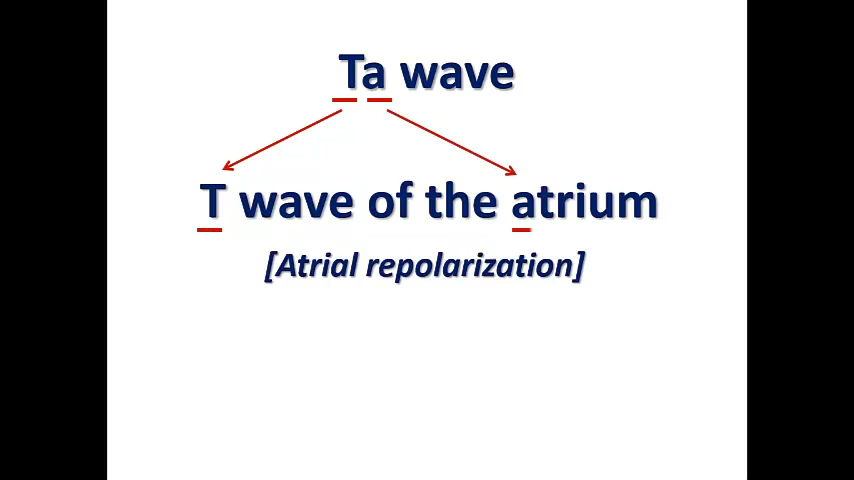 Ta wave
T wave of the atrium
[Atrial repolarization]